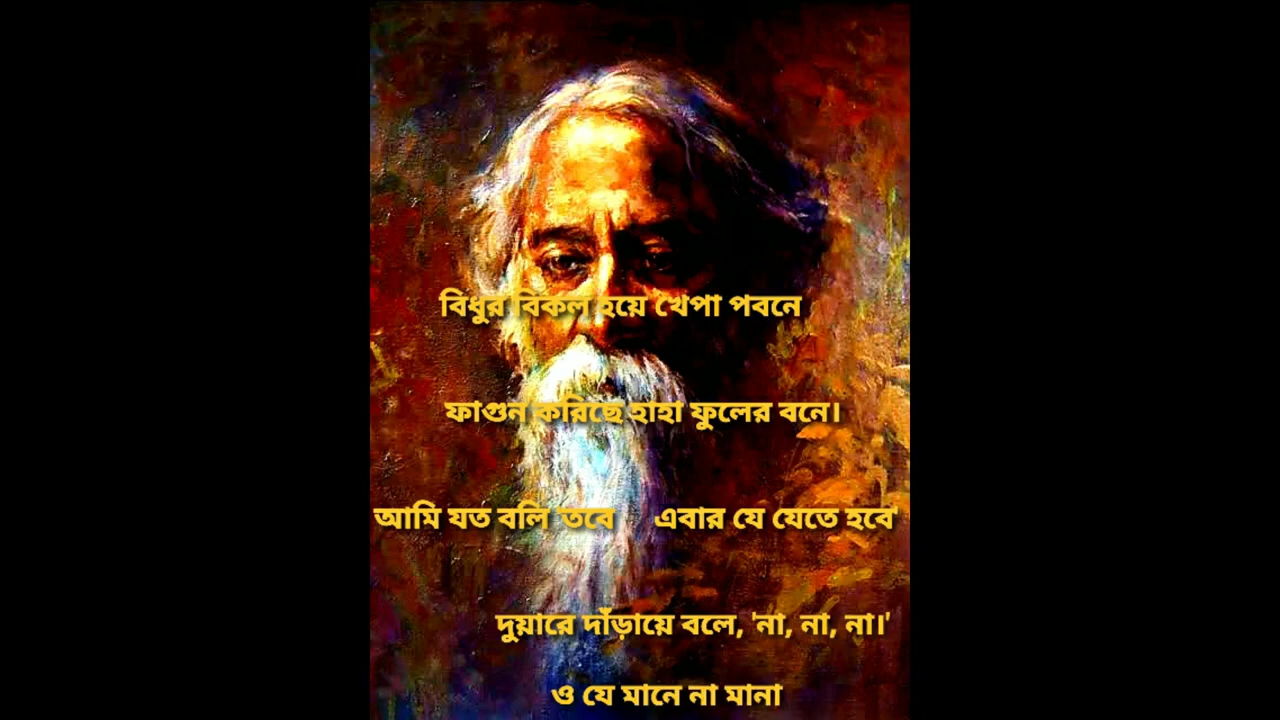 বিধুর বিকল হয়ে খেপা পবনে
ফাগুন করিছে হাহা ফুলের বনে।
আমি যত বলি 'তবে এবার যে যেতে হবে'
দুয়ারে দাঁড়ায়ে বলে, 'না, না, না।'
ও যে মানে না মানা